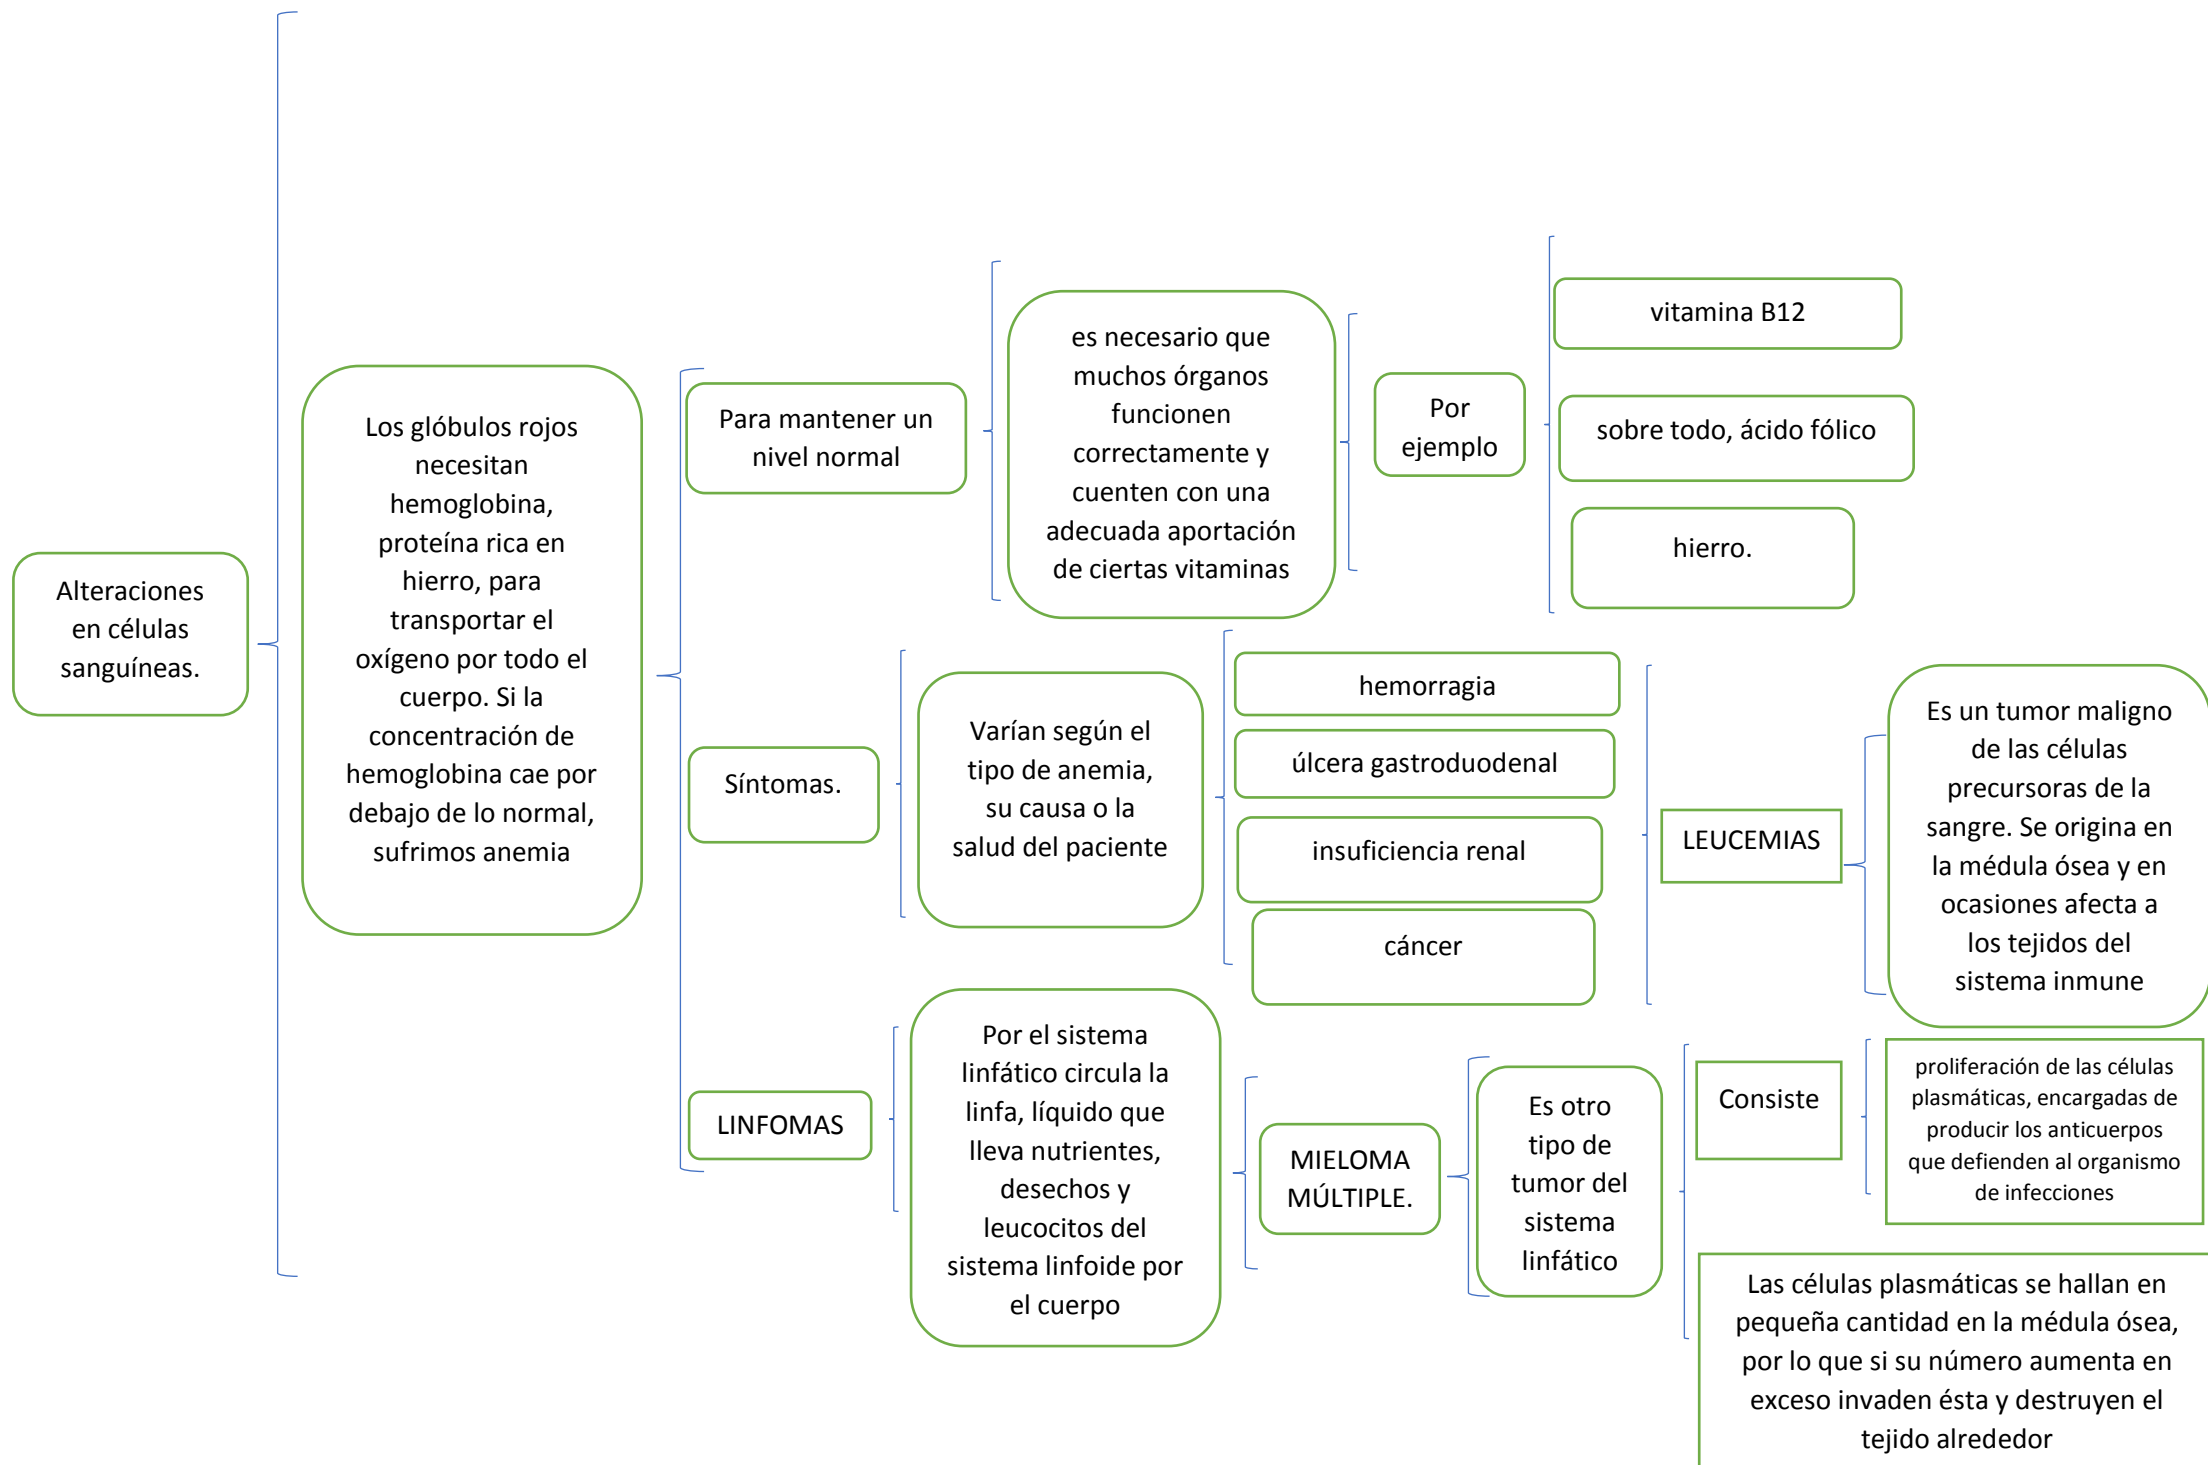 Alteraciones
en células
sanguíneas.
Los glóbulos rojos
necesitan
hemoglobina,
proteína rica en
hierro, para
transportar el
oxígeno por todo el
cuerpo. Si la
concentración de
hemoglobina cae por
debajo de lo normal,
sufrimos anemia
Para mantener un
nivel normal
es necesario que
muchos órganos
funcionen
correctamente y
cuenten con una
adecuada aportación
de ciertas vitaminas
Por
ejemplo
vitamina B12
sobre todo, ácido fólico
hierro.
Síntomas.
Varían según el
tipo de anemia,
su causa o la
salud del paciente
hemorragia
úlcera gastroduodenal
insuficiencia renal
cáncer
LEUCEMIAS
Es un tumor maligno
de las células
precursoras de la
sangre. Se origina en
la médula ósea y en
ocasiones afecta a
los tejidos del
sistema inmune
LINFOMAS
Por el sistema
linfático circula la
linfa, líquido que
lleva nutrientes,
desechos y
leucocitos del
sistema linfoide por
el cuerpo
MIELOMA
MÚLTIPLE.
Es otro
tipo de
tumor del
sistema
linfático
Consiste
proliferación de las células
plasmáticas, encargadas de
producir los anticuerpos
que defienden al organismo
de infecciones
Las células plasmáticas se hallan en
pequeña cantidad en la médula ósea,
por lo que si su número aumenta en
exceso invaden ésta y destruyen el
tejido alrededor